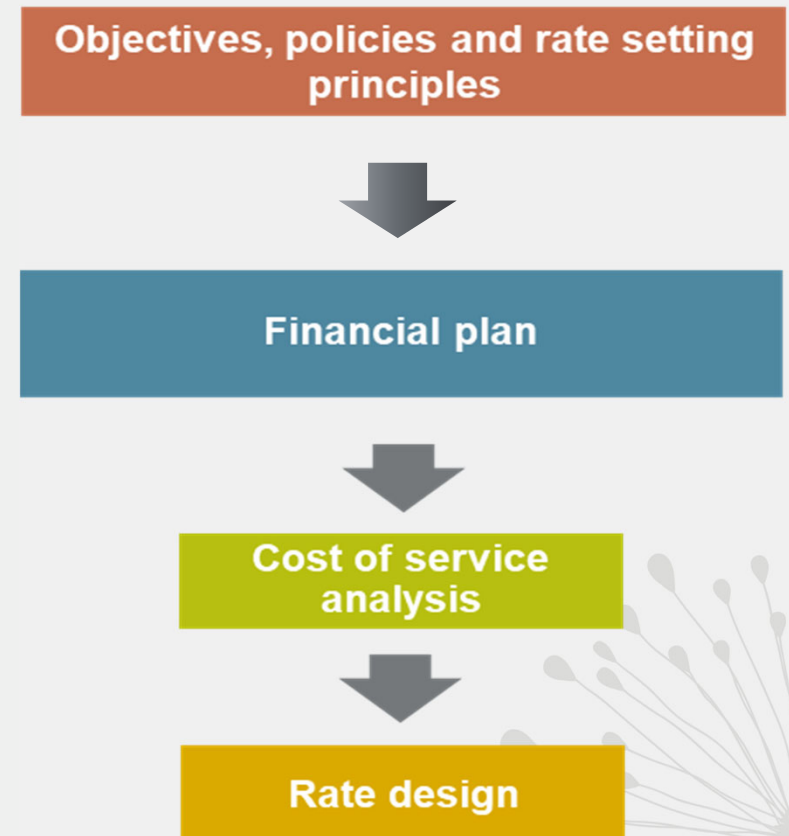 Objectives, policies and rate setting
principles
Financial plan
Cost of service
analysis
Rate design